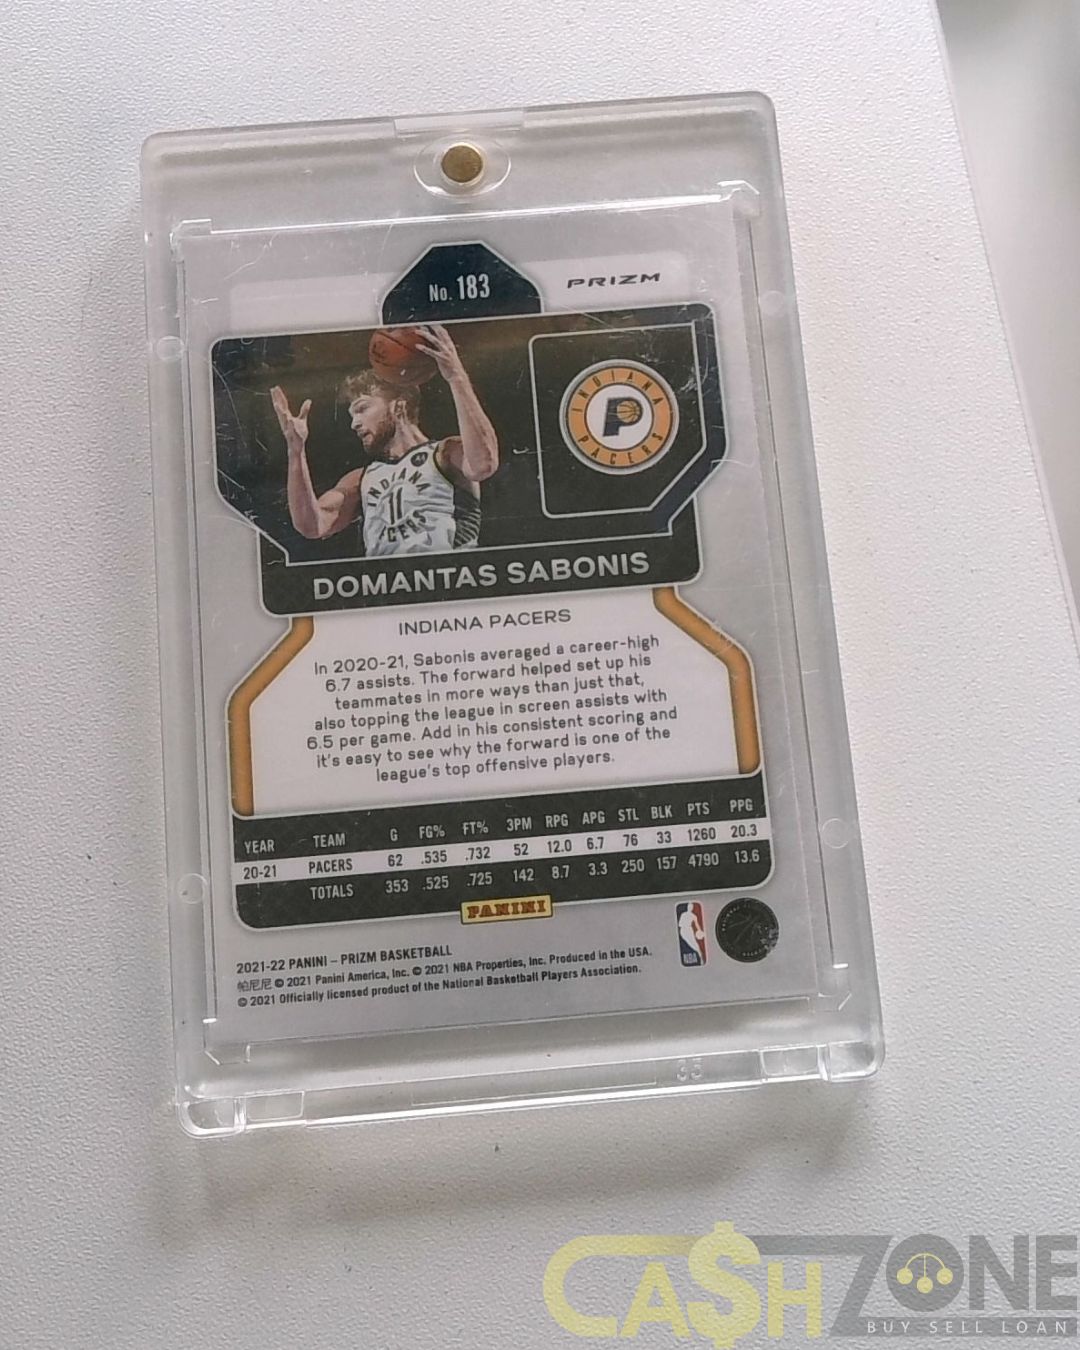 No. 183
PRIZM
INDIANA
PACERS
INDIANA
11
DOMANTAS SABONIS
INDIANA PACERS
In 2020-21, Sabonis averaged a career-high
6.7 assists. The forward helped set up his
teammates in more ways than just that,
also topping the league in screen assists with
6.5 per game. Add in his consistent scoring and
it's easy to see why the forward is one of the
league's top offensive players.
YEAR TEAM G FG% FT% 3PM RPG APG STL BLK PTS PPG
20-21 PACERS 62 .535 .732 52 12.0 6.7 76 33 1260 20.3
TOTALS 353 .525 .725 142 8.7 3.3 250 157 4790 13.6
PANINI
2021-22 PANINI – PRIZM BASKETBALL
帕尼尼 © 2021 Panini America, Inc. © 2021 NBA Properties, Inc. Produced in the USA.
© 2021 Officially licensed product of the National Basketball Players Association.
NBA
35
CA$HZONE
BUY SELL LOAN